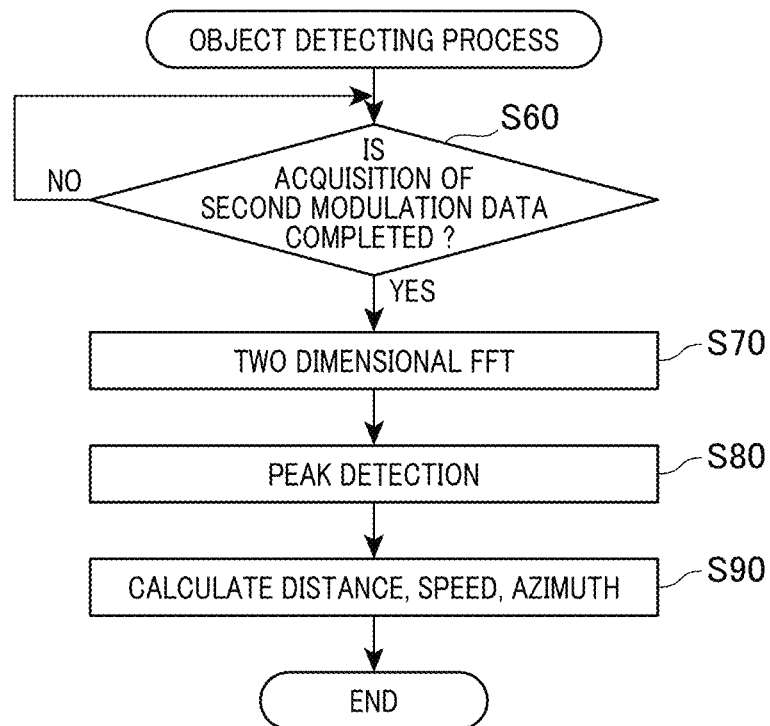 OBJECT DETECTING PROCESS
S60
IS
ACQUISITION OF
SECOND MODULATION DATA
COMPLETED ?
NO
YES
TWO DIMENSIONAL FFT
S70
PEAK DETECTION
S80
CALCULATE DISTANCE, SPEED, AZIMUTH
S90
END